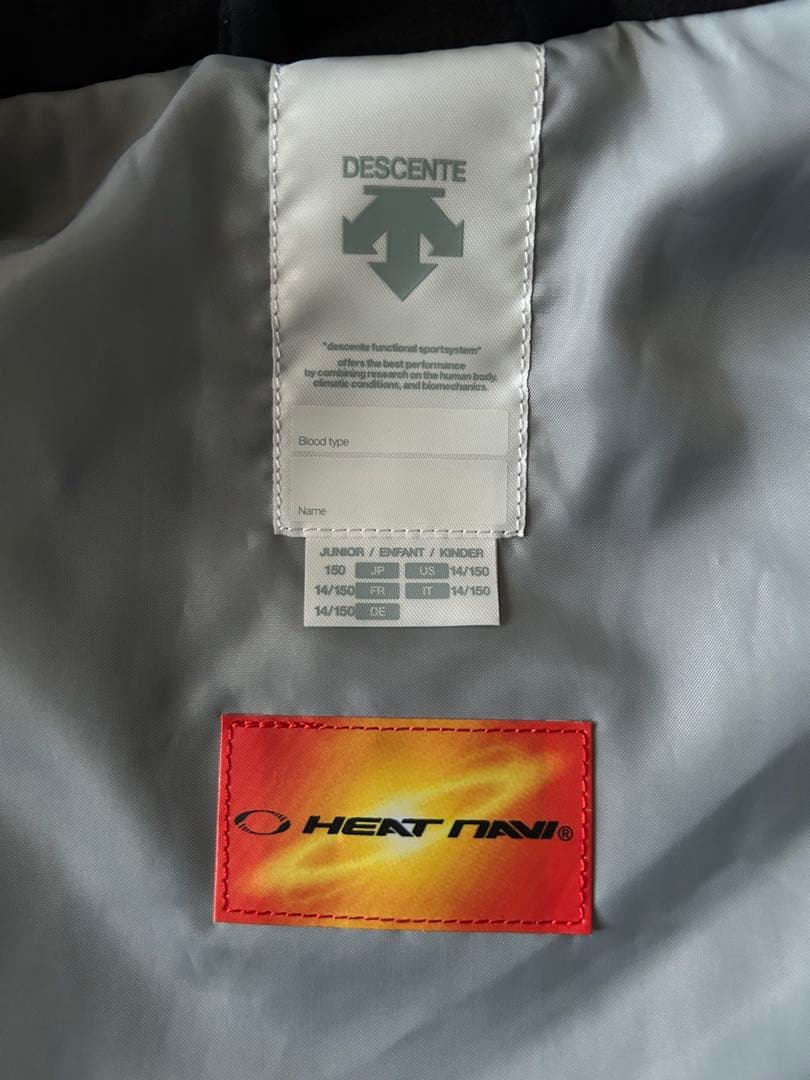 DESCENTE
"descente functional sportsystem"
offers the best performance
by combining research on the human body,
climatic conditions, and biomechanics.
Blood type
Name
JUNIOR / ENFANT / KINDER
150 JP US 14/150
14/150 FR IT 14/150
14/150 DE
HEAT NAVI®